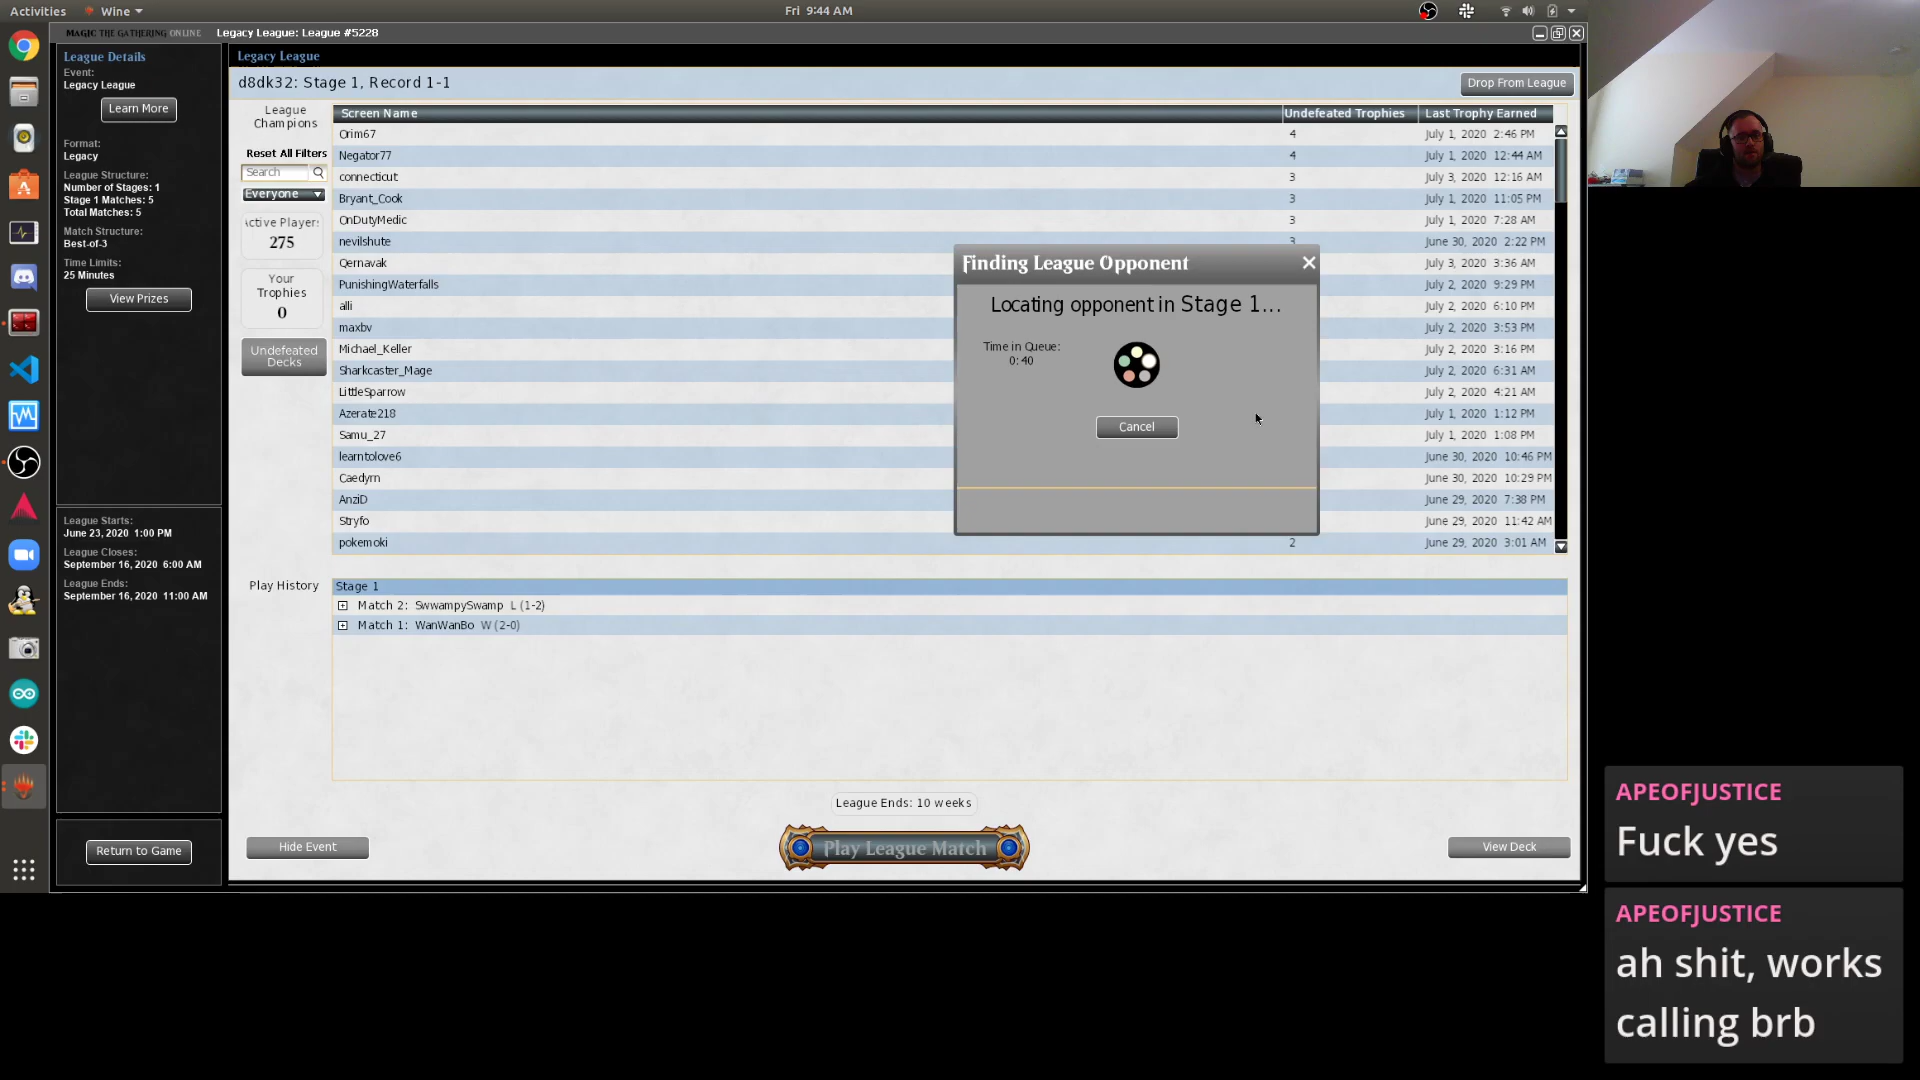 Activities
Wine
Fri 9:44 AM
MAGIC THE GATHERING ONLINE
Legacy League: League #5228
League Details
Event:
Legacy League
Learn More
Format:
Legacy
League Structure:
Number of Stages: 1
Stage 1 Matches: 5
Total Matches: 5
Match Structure:
Best-of-3
Time Limits:
25 Minutes
View Prizes
League Starts:
June 23, 2020 1:00 PM
League Closes:
September 16, 2020 6:00 AM
League Ends:
September 16, 2020 11:00 AM
Return to Game
Legacy League
d8dk32: Stage 1, Record 1-1
Drop From League
League
Champions
Reset All Filters
Search
Everyone
Active Players
275
Your
Trophies
0
Undefeated
Decks
Screen Name Undefeated Trophies Last Trophy Earned
Orim67 4 July 1, 2020 2:46 PM
Negator77 4 July 1, 2020 12:44 AM
connecticut 3 July 3, 2020 12:16 AM
Bryant_Cook 3 July 1, 2020 11:05 PM
OnDutyMedic 3 July 1, 2020 7:28 AM
nevilshute 3 June 30, 2020 2:22 PM
Qernavak July 3, 2020 3:36 AM
PunishingWaterfalls July 2, 2020 9:29 PM
alli July 2, 2020 6:10 PM
maxbv July 2, 2020 3:53 PM
Michael_Keller July 2, 2020 3:16 PM
Sharkcaster_Mage July 2, 2020 6:31 AM
LittleSparrow July 2, 2020 4:21 AM
Azerate218 July 1, 2020 1:12 PM
Samu_27 July 1, 2020 1:08 PM
learntolove6 June 30, 2020 10:46 PM
Caedyrn June 30, 2020 10:29 PM
AnziD June 29, 2020 7:38 PM
Stryfo June 29, 2020 11:42 AM
pokemoki 2 June 29, 2020 3:01 AM
Finding League Opponent
Locating opponent in Stage 1...
Time in Queue:
0:40
Cancel
Play History
Stage 1
Match 2: SwwampySwamp L (1-2)
Match 1: WanWanBo W (2-0)
League Ends: 10 weeks
Hide Event
Play League Match
View Deck
APEOFJUSTICE
Fuck yes
APEOFJUSTICE
ah shit, works
calling brb